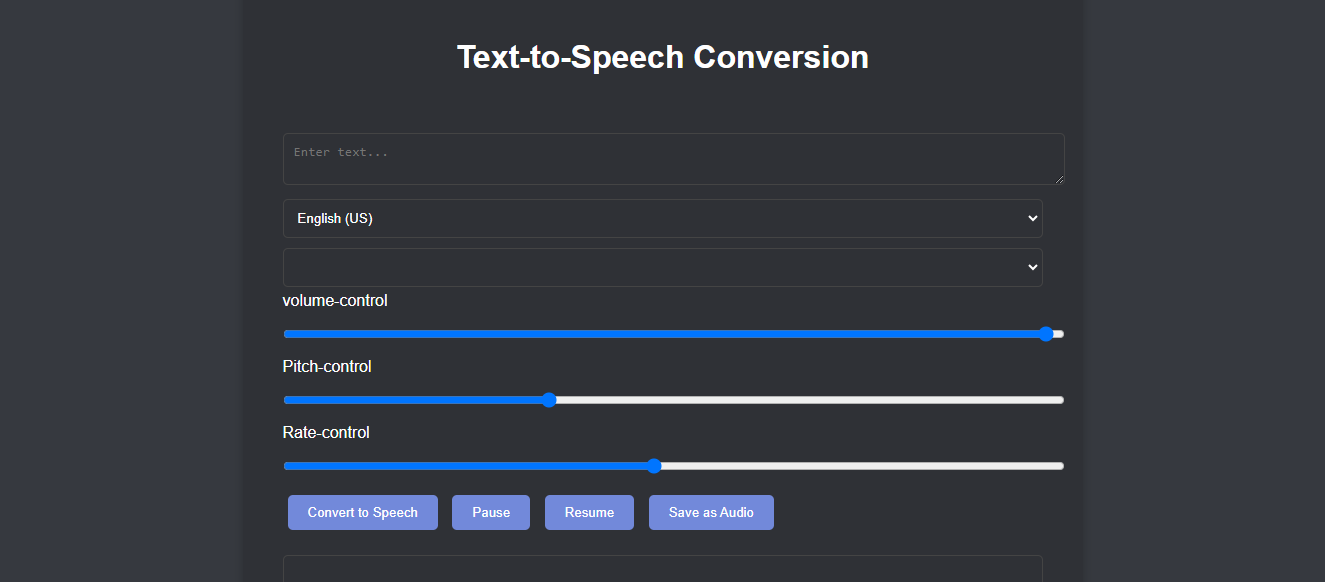 Text-to-Speech Conversion
Enter text...
English (US)
volume-control
Pitch-control
Rate-control
Convert to Speech Pause Resume Save as Audio